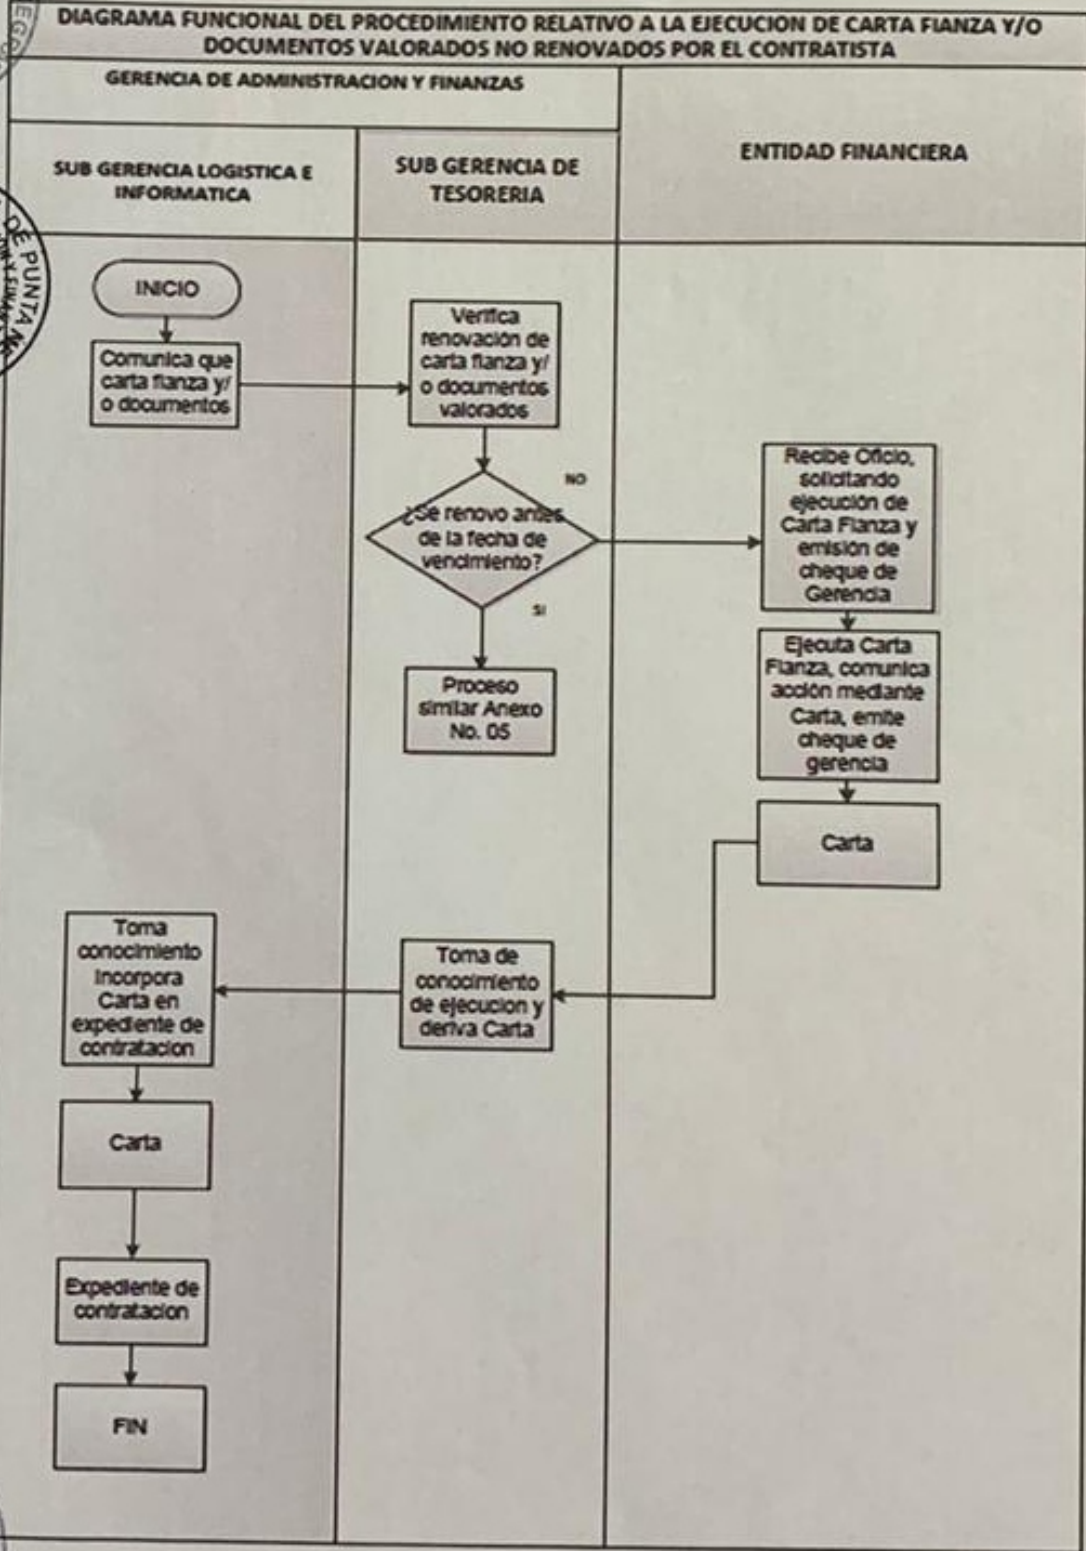 DIAGRAMA FUNCIONAL DEL PROCEDIMIENTO RELATIVO A LA EJECUCION DE CARTA FIANZA Y/O
DOCUMENTOS VALORADOS NO RENOVADOS POR EL CONTRATISTA
GERENCIA DE ADMINISTRACION Y FINANZAS
SUB GERENCIA LOGISTICA E
INFORMATICA
SUB GERENCIA DE
TESORERIA
ENTIDAD FINANCIERA
DE PUNTA
INICIO
Comunica que
carta fianza y/
o documentos
Verifica
renovación de
carta fianza y/
o documentos
valorados
¿Se renovo antes
de la fecha de
vencimiento?
NO
SI
Proceso
similar Anexo
No. 05
Recibe Oficio,
solicitando
ejecución de
Carta Fianza y
emisión de
cheque de
Gerencia
Ejecuta Carta
Fianza, comunica
acción mediante
Carta, emite
cheque de
gerencia
Carta
Toma de
conocimiento
de ejecucion y
deriva Carta
Toma
conocimiento
Incorpora
Carta en
expediente de
contratacion
Carta
Expediente de
contratacion
FIN